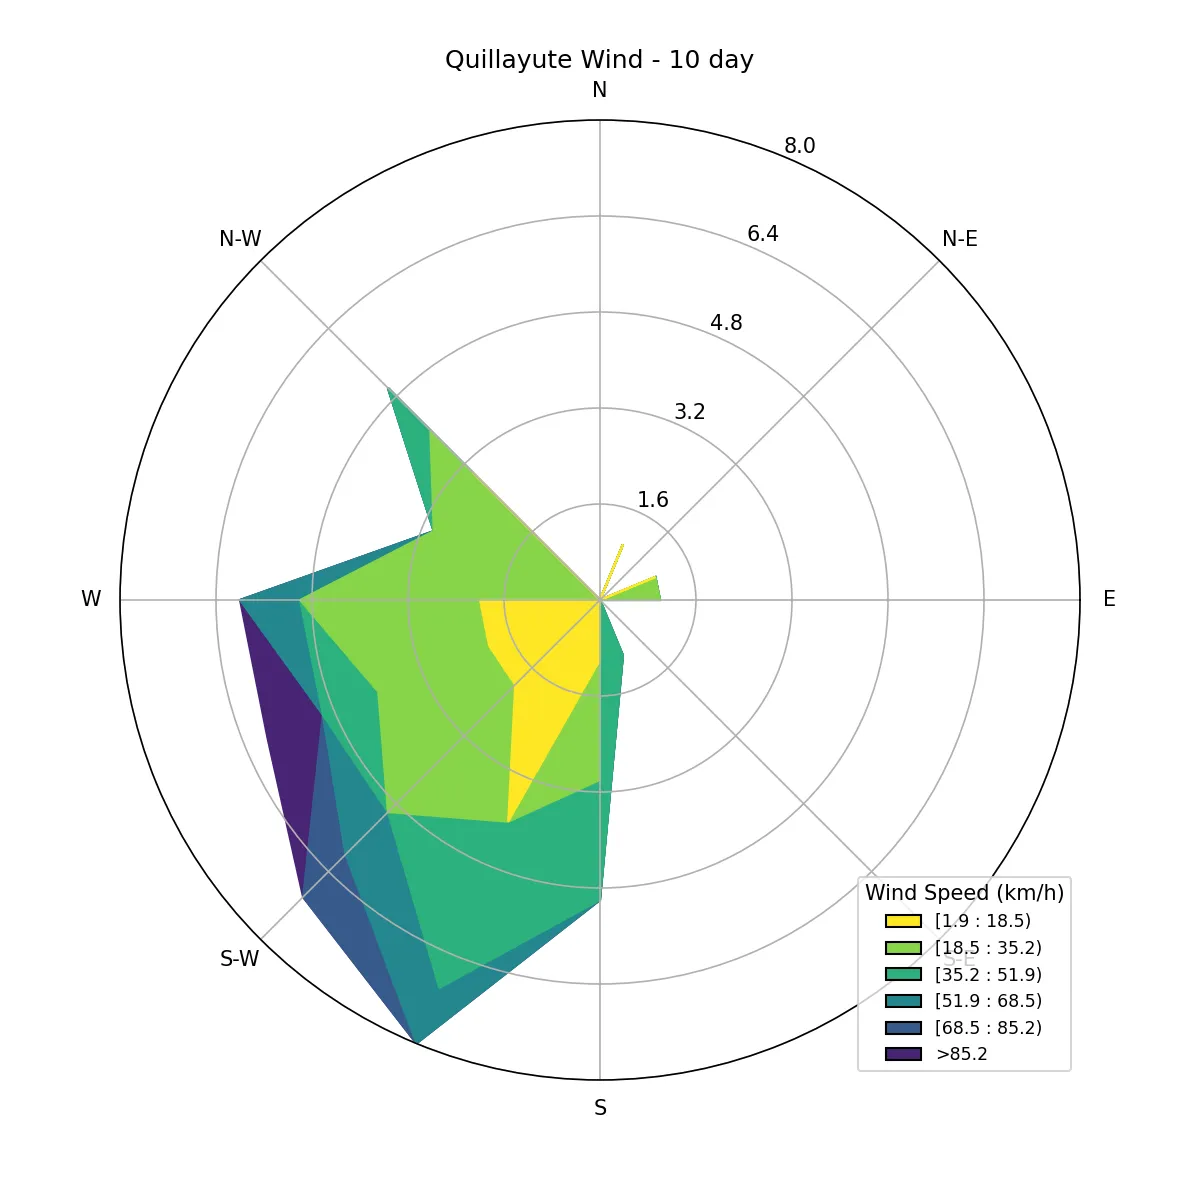 Quillayute Wind - 10 day
N
8.0
N-W
6.4
N-E
4.8
3.2
1.6
W
E
S-W
S-E
S
Wind Speed (km/h)
[1.9 : 18.5)
[18.5 : 35.2)
[35.2 : 51.9)
[51.9 : 68.5)
[68.5 : 85.2)
>85.2